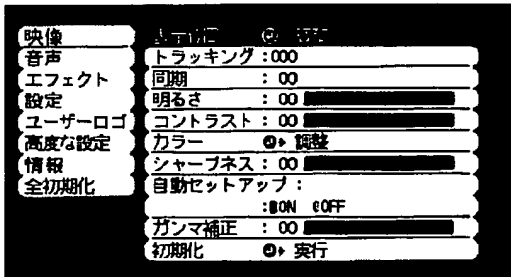 映像
音声
エフェクト
設定
ユーザーロゴ
高度な設定
情報
全初期化
トラッキング :000
同期 : 00
明るさ : 00
コントラスト : 00
カラー 調整
シャープネス : 00
自動セットアップ :
:ON OFF
ガンマ補正 : 00
初期化 実行